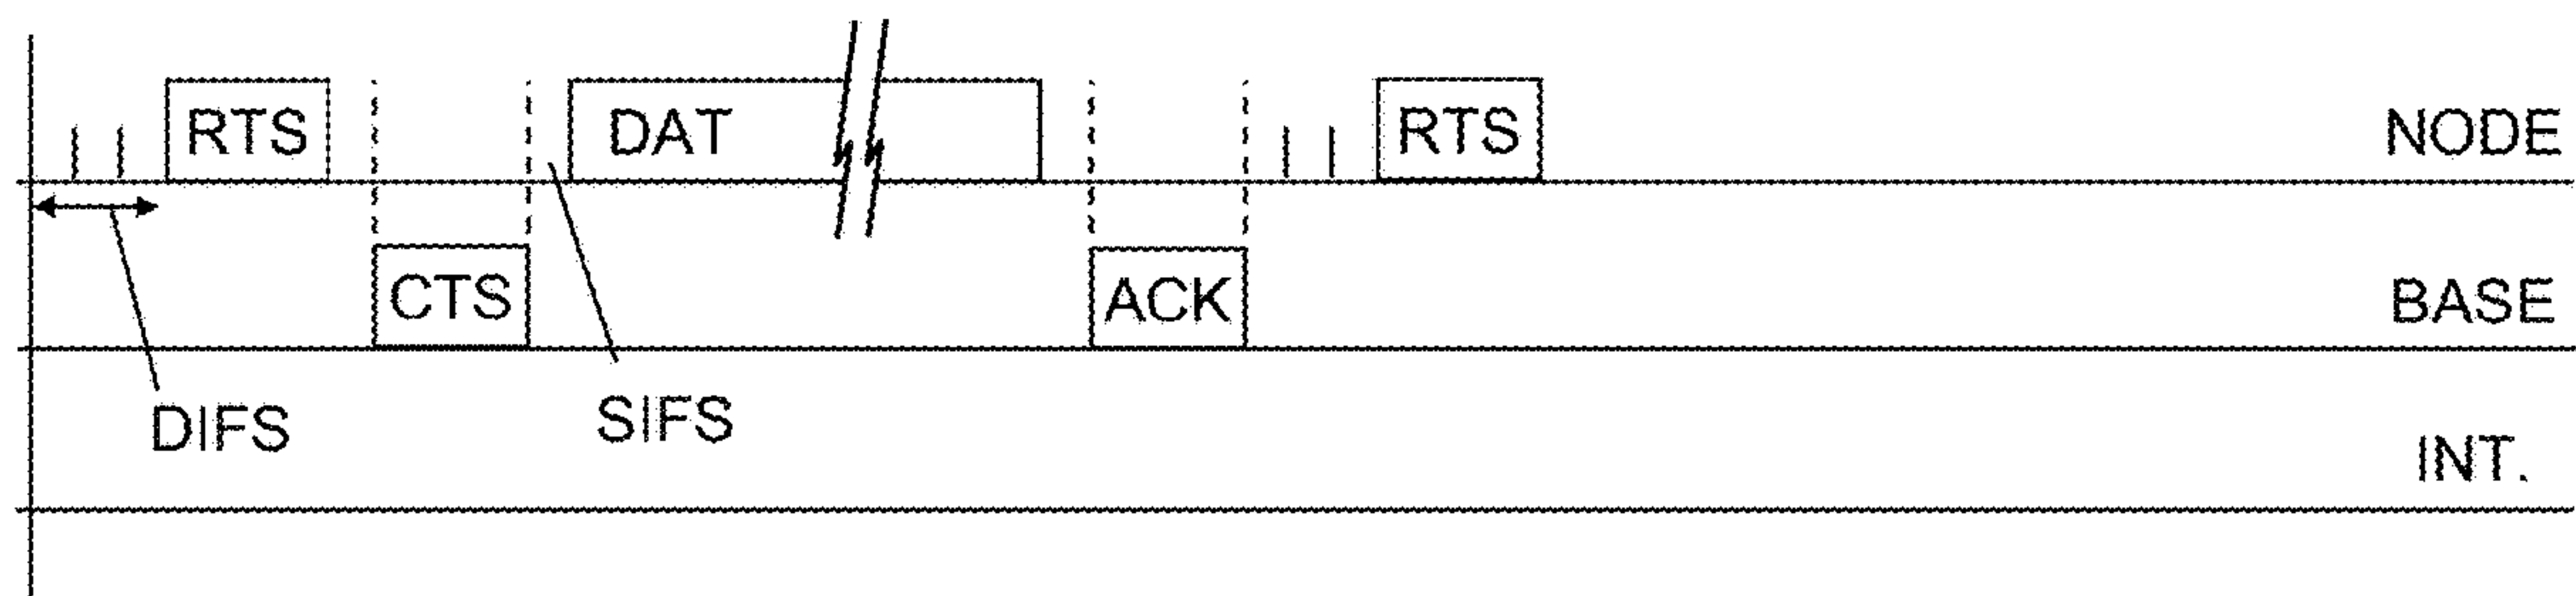 RTS DAT RTS NODE
CTS ACK BASE
DIFS SIFS INT.